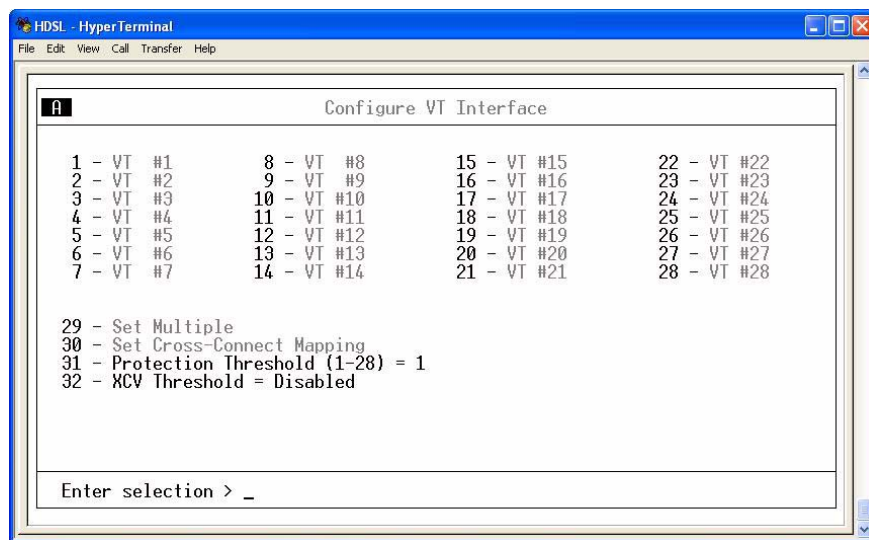 HDSL - HyperTerminal
File Edit View Call Transfer Help
A Configure VT Interface
1 - VT #1 8 - VT #8 15 - VT #15 22 - VT #22
2 - VT #2 9 - VT #9 16 - VT #16 23 - VT #23
3 - VT #3 10 - VT #10 17 - VT #17 24 - VT #24
4 - VT #4 11 - VT #11 18 - VT #18 25 - VT #25
5 - VT #5 12 - VT #12 19 - VT #19 26 - VT #26
6 - VT #6 13 - VT #13 20 - VT #20 27 - VT #27
7 - VT #7 14 - VT #14 21 - VT #21 28 - VT #28
29 - Set Multiple
30 - Set Cross-Connect Mapping
31 - Protection Threshold (1-28) = 1
32 - XCV Threshold = Disabled
Enter selection > _